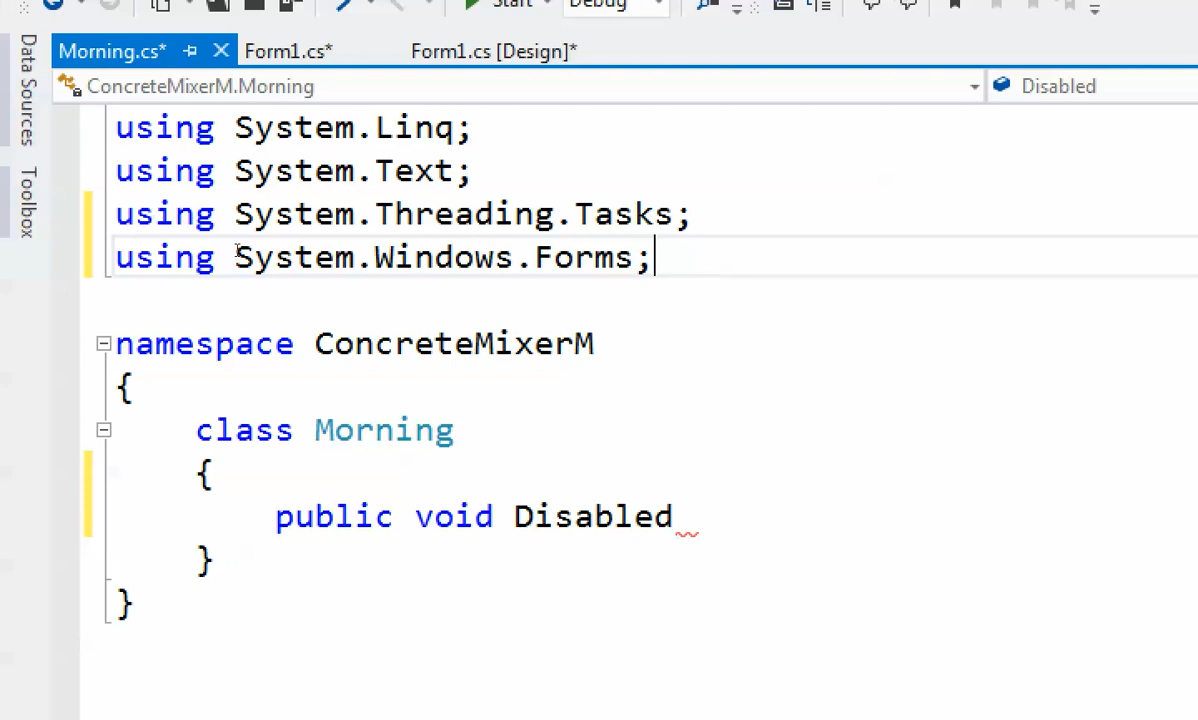 Start Debug
Data Sources
Toolbox
Morning.cs* Form1.cs* Form1.cs [Design]*
ConcreteMixerM.Morning Disabled
using System.Linq;
using System.Text;
using System.Threading.Tasks;
using System.Windows.Forms;
namespace ConcreteMixerM
{
class Morning
{
public void Disabled
}
}